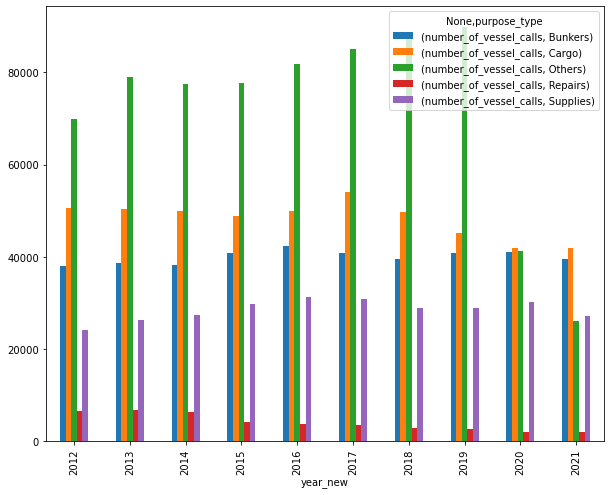 None,purpose_type
(number_of_vessel_calls, Bunkers)
(number_of_vessel_calls, Cargo)
(number_of_vessel_calls, Others)
(number_of_vessel_calls, Repairs)
(number_of_vessel_calls, Supplies)
80000
60000
40000
20000
0
2012 2013 2014 2015 2016 2017 2018 2019 2020 2021
year_new